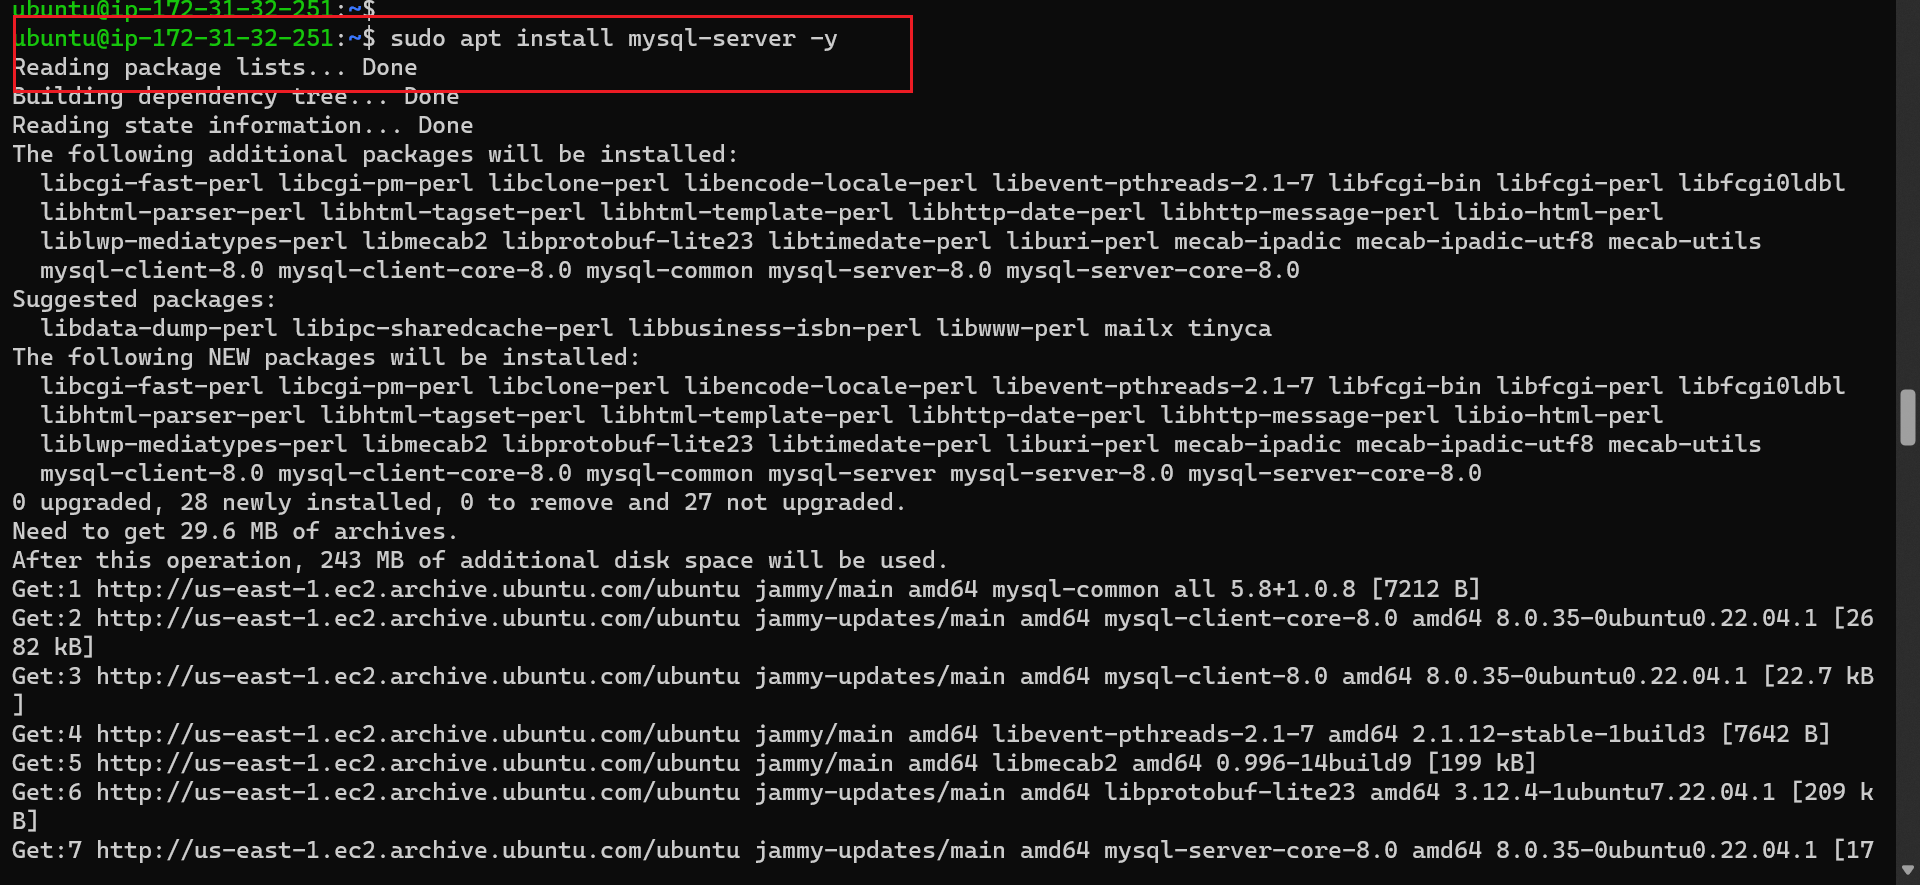 ubuntu@ip-172-31-32-251:~$
ubuntu@ip-172-31-32-251:~$ sudo apt install mysql-server -y
Reading package lists... Done
Building dependency tree... Done
Reading state information... Done
The following additional packages will be installed:
  libcgi-fast-perl libcgi-pm-perl libclone-perl libencode-locale-perl libevent-pthreads-2.1-7 libfcgi-bin libfcgi-perl libfcgi0ldbl
  libhtml-parser-perl libhtml-tagset-perl libhtml-template-perl libhttp-date-perl libhttp-message-perl libio-html-perl
  liblwp-mediatypes-perl libmecab2 libprotobuf-lite23 libtimedate-perl liburi-perl mecab-ipadic mecab-ipadic-utf8 mecab-utils
  mysql-client-8.0 mysql-client-core-8.0 mysql-common mysql-server-8.0 mysql-server-core-8.0
Suggested packages:
  libdata-dump-perl libipc-sharedcache-perl libbusiness-isbn-perl libwww-perl mailx tinyca
The following NEW packages will be installed:
  libcgi-fast-perl libcgi-pm-perl libclone-perl libencode-locale-perl libevent-pthreads-2.1-7 libfcgi-bin libfcgi-perl libfcgi0ldbl
  libhtml-parser-perl libhtml-tagset-perl libhtml-template-perl libhttp-date-perl libhttp-message-perl libio-html-perl
  liblwp-mediatypes-perl libmecab2 libprotobuf-lite23 libtimedate-perl liburi-perl mecab-ipadic mecab-ipadic-utf8 mecab-utils
  mysql-client-8.0 mysql-client-core-8.0 mysql-common mysql-server mysql-server-8.0 mysql-server-core-8.0
0 upgraded, 28 newly installed, 0 to remove and 27 not upgraded.
Need to get 29.6 MB of archives.
After this operation, 243 MB of additional disk space will be used.
Get:1 http://us-east-1.ec2.archive.ubuntu.com/ubuntu jammy/main amd64 mysql-common all 5.8+1.0.8 [7212 B]
Get:2 http://us-east-1.ec2.archive.ubuntu.com/ubuntu jammy-updates/main amd64 mysql-client-core-8.0 amd64 8.0.35-0ubuntu0.22.04.1 [26
82 kB]
Get:3 http://us-east-1.ec2.archive.ubuntu.com/ubuntu jammy-updates/main amd64 mysql-client-8.0 amd64 8.0.35-0ubuntu0.22.04.1 [22.7 kB
]
Get:4 http://us-east-1.ec2.archive.ubuntu.com/ubuntu jammy/main amd64 libevent-pthreads-2.1-7 amd64 2.1.12-stable-1build3 [7642 B]
Get:5 http://us-east-1.ec2.archive.ubuntu.com/ubuntu jammy/main amd64 libmecab2 amd64 0.996-14build9 [199 kB]
Get:6 http://us-east-1.ec2.archive.ubuntu.com/ubuntu jammy-updates/main amd64 libprotobuf-lite23 amd64 3.12.4-1ubuntu7.22.04.1 [209 k
B]
Get:7 http://us-east-1.ec2.archive.ubuntu.com/ubuntu jammy-updates/main amd64 mysql-server-core-8.0 amd64 8.0.35-0ubuntu0.22.04.1 [17